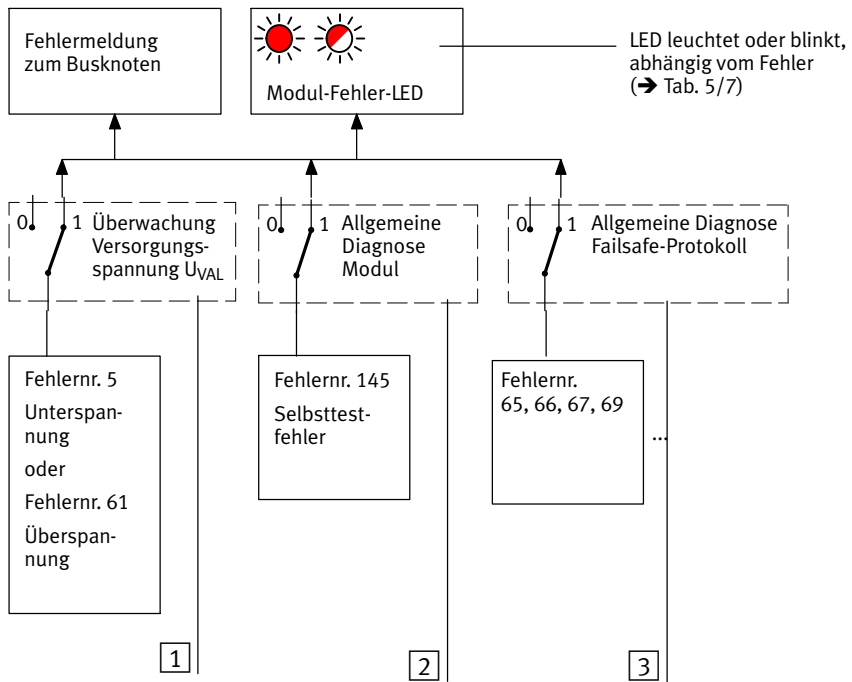 Fehlermeldung
zum Busknoten
Modul-Fehler-LED
LED leuchtet oder blinkt,
abhängig vom Fehler
(➔ Tab. 5/7)
0
1
Überwachung
Versorgungs-
spannung UVAL
0
1
Allgemeine
Diagnose
Modul
0
1
Allgemeine Diagnose
Failsafe-Protokoll
Fehlernr. 5
Unterspan-
nung
oder
Fehlernr. 61
Überspan-
nung
Fehlernr. 145
Selbsttest-
fehler
Fehlernr.
65, 66, 67, 69
...
1
2
3